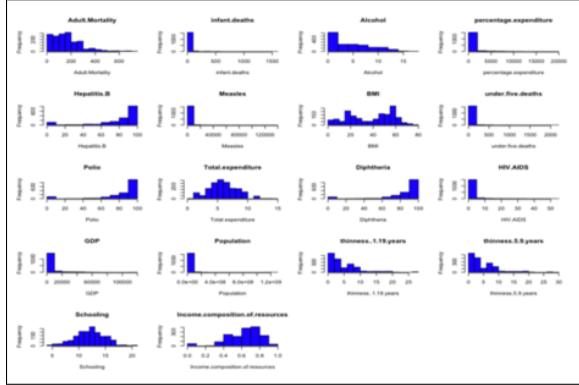 Adult.Mortality
infant.deaths
Alcohol
percentage.expenditure
Frequency
Frequency
Frequency
Frequency
0 200 400 600
0 500 1000 1500
0 5 10 15
0 5000 10000 15000 20000
Adult.Mortality
infant.deaths
Alcohol
percentage.expenditure
Hepatitis.B
Measles
BMI
under.five.deaths
Frequency
Frequency
Frequency
Frequency
0 20 40 60 80 100
0 40000 80000 120000
0 20 40 60 80
0 500 1000 1500 2000 2500
Hepatitis.B
Measles
BMI
under.five.deaths
Polio
Total.expenditure
Diphtheria
HIV.AIDS
Frequency
Frequency
Frequency
Frequency
0 20 40 60 80 100
0 5 10 15
0 20 40 60 80 100
0 10 20 30 40 50
Polio
Total.expenditure
Diphtheria
HIV.AIDS
GDP
Population
thinness..1.19.years
thinness.5.9.years
Frequency
Frequency
Frequency
Frequency
0 20000 60000 100000
0.0e+00 4.0e+08 8.0e+08 1.2e+09
0 5 10 15 20 25
0 5 10 15 20 25 30
GDP
Population
thinness..1.19.years
thinness.5.9.years
Schooling
Income.composition.of.resources
Frequency
Frequency
5 10 15 20
0.0 0.2 0.4 0.6 0.8 1.0
Schooling
Income.composition.of.resources